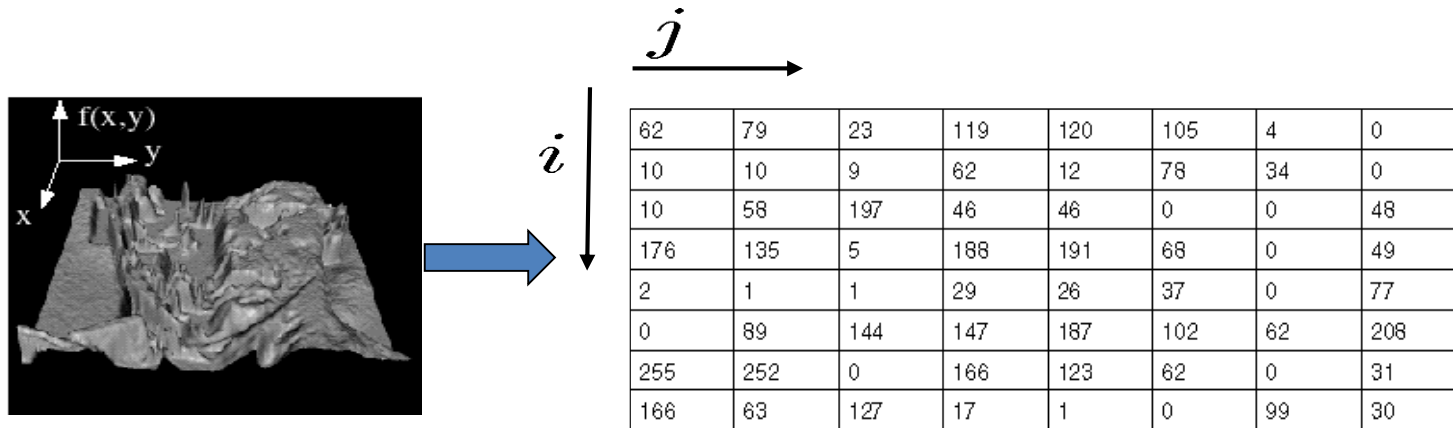 j
i
f(x,y)
y
x
62 79 23 119 120 105 4 0
10 10 9 62 12 78 34 0
10 58 197 46 46 0 0 48
176 135 5 188 191 68 0 49
2 1 1 29 26 37 0 77
0 89 144 147 187 102 62 208
255 252 0 166 123 62 0 31
166 63 127 17 1 0 99 30